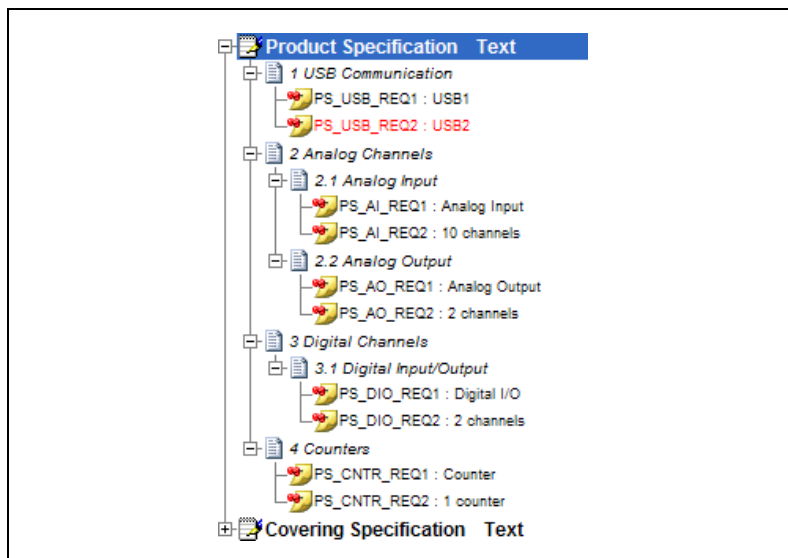 Product Specification Text
1 USB Communication
PS_USB_REQ1 : USB1
PS_USB_REQ2 : USB2
2 Analog Channels
2.1 Analog Input
PS_AI_REQ1 : Analog Input
PS_AI_REQ2 : 10 channels
2.2 Analog Output
PS_AO_REQ1 : Analog Output
PS_AO_REQ2 : 2 channels
3 Digital Channels
3.1 Digital Input/Output
PS_DIO_REQ1 : Digital I/O
PS_DIO_REQ2 : 2 channels
4 Counters
PS_CNTR_REQ1 : Counter
PS_CNTR_REQ2 : 1 counter
Covering Specification Text